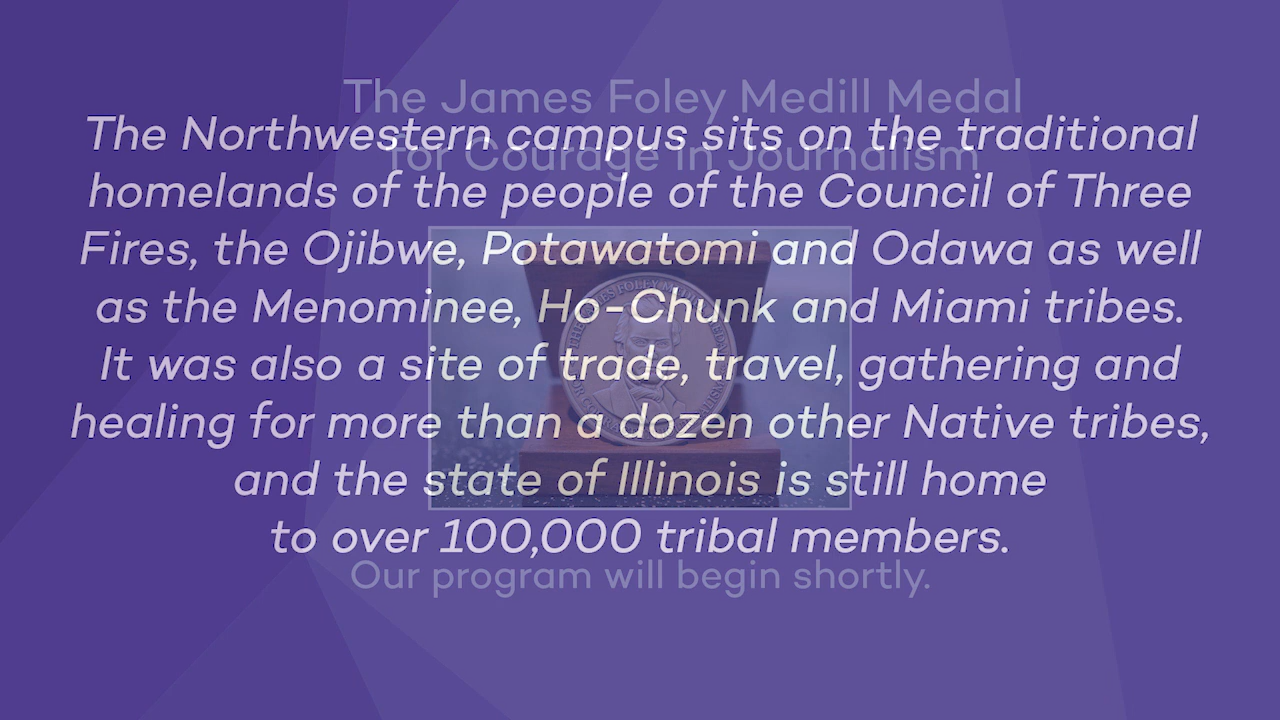 The James Foley Medill Medal
for Courage in Journalism
The Northwestern campus sits on the traditional
homelands of the people of the Council of Three
Fires, the Ojibwe, Potawatomi and Odawa as well
as the Menominee, Ho-Chunk and Miami tribes.
It was also a site of trade, travel, gathering and
healing for more than a dozen other Native tribes,
and the state of Illinois is still home
to over 100,000 tribal members.
Our program will begin shortly.